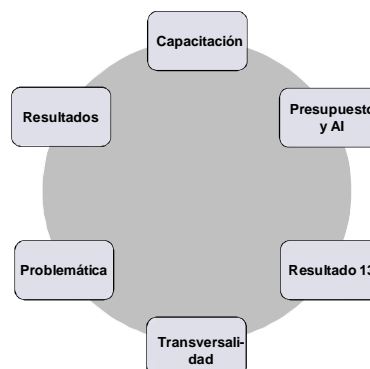 Capacitación
Presupuesto
y AI
Resultados
Problemática
Resultado 13
Transversali-
dad